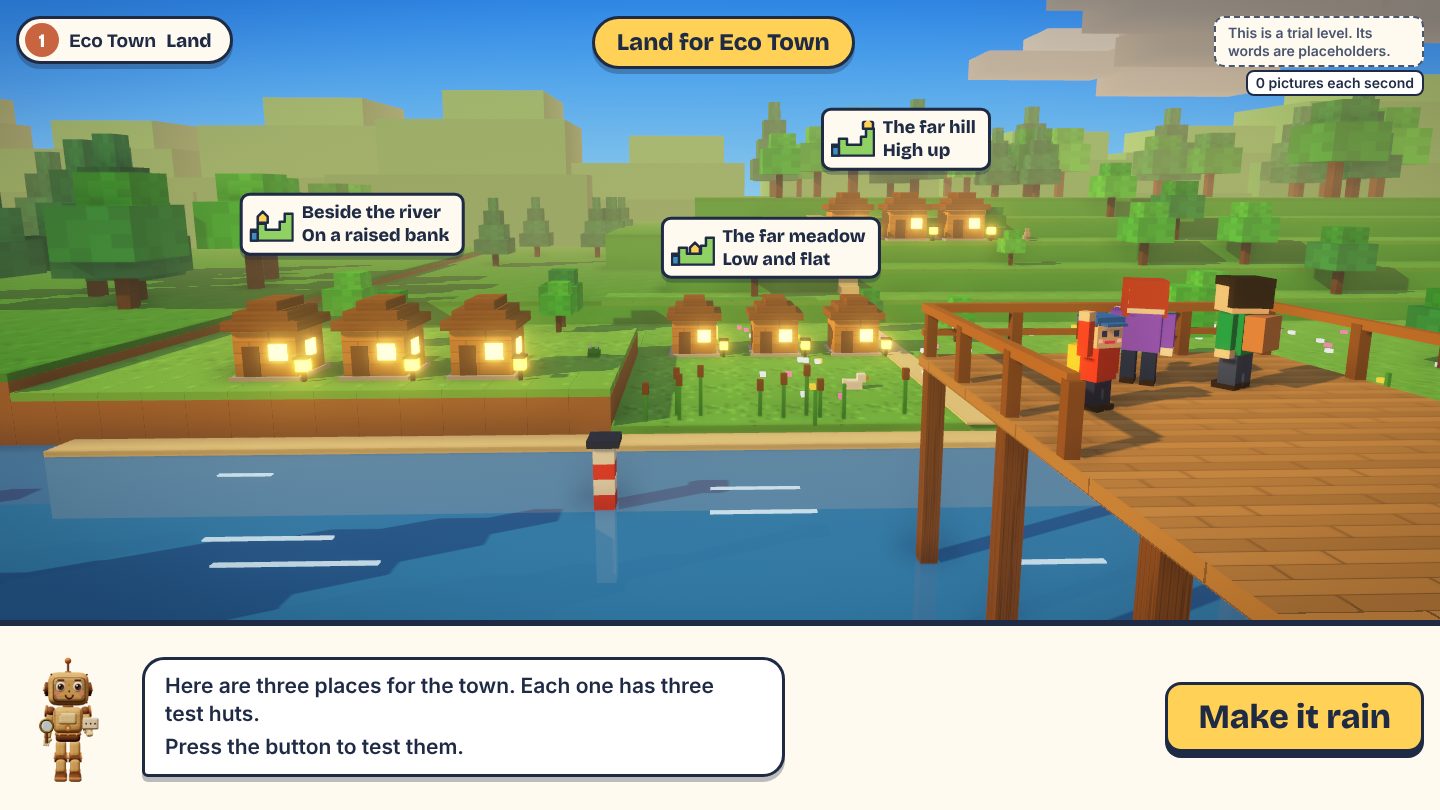 1 Eco Town Land
Land for Eco Town
This is a trial level. Its
words are placeholders.
0 pictures each second
The far hill
High up
Beside the river
On a raised bank
The far meadow
Low and flat
Here are three places for the town. Each one has three
test huts.
Press the button to test them.
Make it rain